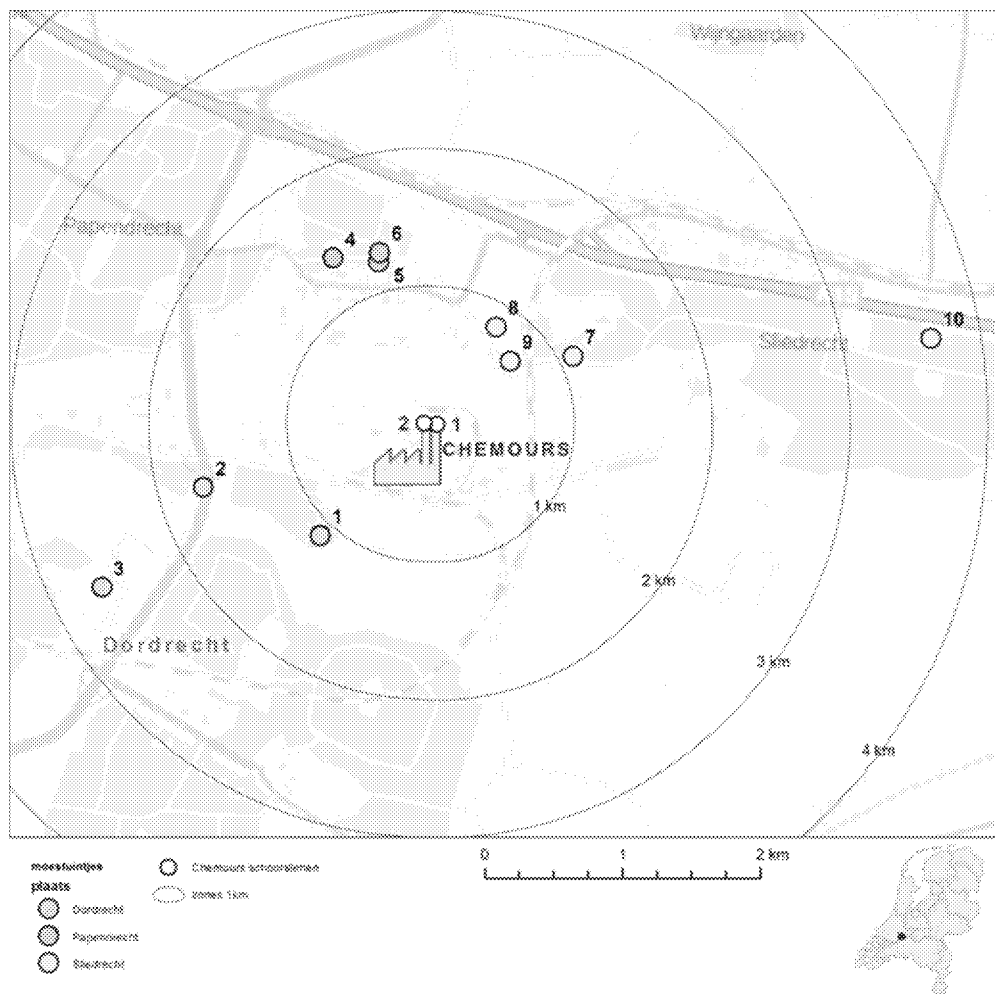 Wijngaarden
Papendrecht
4
6
5
8
9
7
10
Sliedrecht
2
1
CHEMOURS
2
1
1 km
3
2 km
Dordrecht
3 km
4 km
moestuintjes
plaats
Dordrecht
Papendrecht
Sliedrecht
Chemours schoorstenen
zones 1km
0
1
2 km